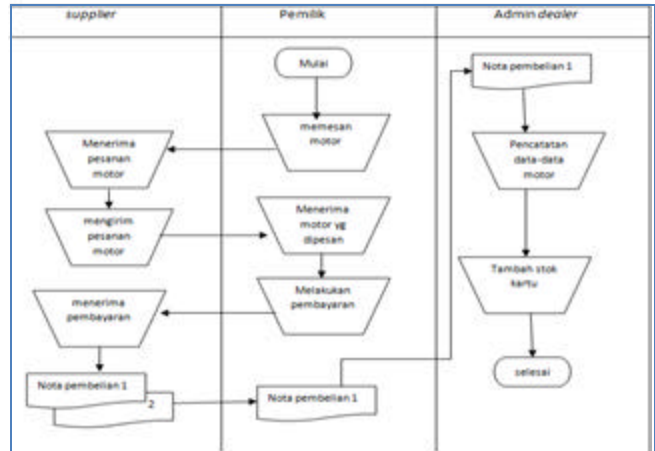 supplier
Pemilik
Admin dealer
Mulai
memesan
motor
Menerima
pesanan
motor
mengirim
pesanan
motor
Menerima
motor yg
dipesan
Melakukan
pembayaran
menerima
pembayaran
Nota pembelian 1
2
Nota pembelian 1
Nota pembelian 1
Pencatatan
data-data
motor
Tambah stok
kartu
selesai